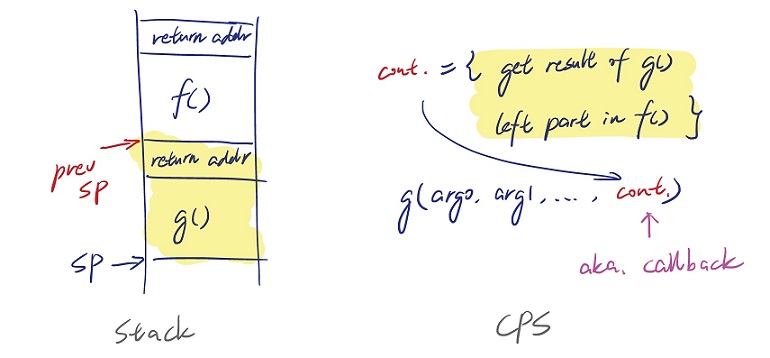 return addr
f()
prev
SP
return addr
g()
SP →
Stack
cont. = { get result of g()
left part in f() }
g(arg0, arg1, ..., cont.)
aka. callback
CPS